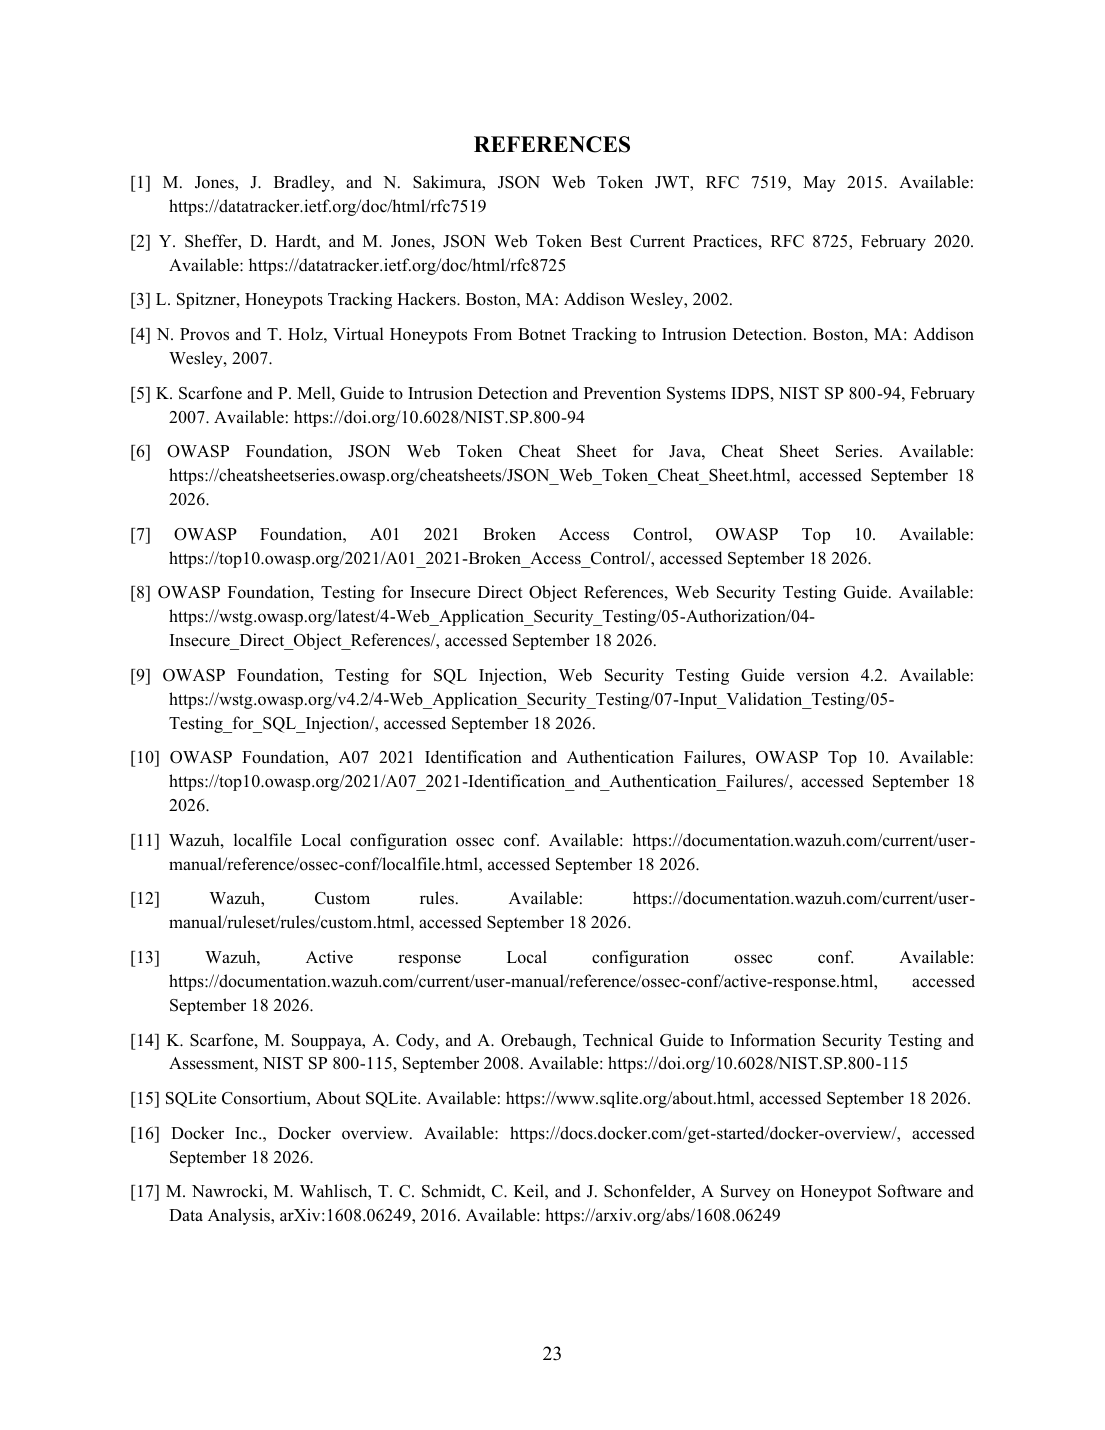 REFERENCES
[1] M. Jones, J. Bradley, and N. Sakimura, JSON Web Token JWT, RFC 7519, May 2015. Available:
https://datatracker.ietf.org/doc/html/rfc7519
[2] Y. Sheffer, D. Hardt, and M. Jones, JSON Web Token Best Current Practices, RFC 8725, February 2020.
Available: https://datatracker.ietf.org/doc/html/rfc8725
[3] L. Spitzner, Honeypots Tracking Hackers. Boston, MA: Addison Wesley, 2002.
[4] N. Provos and T. Holz, Virtual Honeypots From Botnet Tracking to Intrusion Detection. Boston, MA: Addison
Wesley, 2007.
[5] K. Scarfone and P. Mell, Guide to Intrusion Detection and Prevention Systems IDPS, NIST SP 800-94, February
2007. Available: https://doi.org/10.6028/NIST.SP.800-94
[6] OWASP Foundation, JSON Web Token Cheat Sheet for Java, Cheat Sheet Series. Available:
https://cheatsheetseries.owasp.org/cheatsheets/JSON_Web_Token_Cheat_Sheet.html, accessed September 18
2026.
[7] OWASP Foundation, A01 2021 Broken Access Control, OWASP Top 10. Available:
https://top10.owasp.org/2021/A01_2021-Broken_Access_Control/, accessed September 18 2026.
[8] OWASP Foundation, Testing for Insecure Direct Object References, Web Security Testing Guide. Available:
https://wstg.owasp.org/latest/4-Web_Application_Security_Testing/05-Authorization/04-
Insecure_Direct_Object_References/, accessed September 18 2026.
[9] OWASP Foundation, Testing for SQL Injection, Web Security Testing Guide version 4.2. Available:
https://wstg.owasp.org/v4.2/4-Web_Application_Security_Testing/07-Input_Validation_Testing/05-
Testing_for_SQL_Injection/, accessed September 18 2026.
[10] OWASP Foundation, A07 2021 Identification and Authentication Failures, OWASP Top 10. Available:
https://top10.owasp.org/2021/A07_2021-Identification_and_Authentication_Failures/, accessed September 18
2026.
[11] Wazuh, localfile Local configuration ossec conf. Available: https://documentation.wazuh.com/current/user-
manual/reference/ossec-conf/localfile.html, accessed September 18 2026.
[12] Wazuh, Custom rules. Available: https://documentation.wazuh.com/current/user-
manual/ruleset/rules/custom.html, accessed September 18 2026.
[13] Wazuh, Active response Local configuration ossec conf. Available:
https://documentation.wazuh.com/current/user-manual/reference/ossec-conf/active-response.html, accessed
September 18 2026.
[14] K. Scarfone, M. Souppaya, A. Cody, and A. Orebaugh, Technical Guide to Information Security Testing and
Assessment, NIST SP 800-115, September 2008. Available: https://doi.org/10.6028/NIST.SP.800-115
[15] SQLite Consortium, About SQLite. Available: https://www.sqlite.org/about.html, accessed September 18 2026.
[16] Docker Inc., Docker overview. Available: https://docs.docker.com/get-started/docker-overview/, accessed
September 18 2026.
[17] M. Nawrocki, M. Wahlisch, T. C. Schmidt, C. Keil, and J. Schonfelder, A Survey on Honeypot Software and
Data Analysis, arXiv:1608.06249, 2016. Available: https://arxiv.org/abs/1608.06249
23